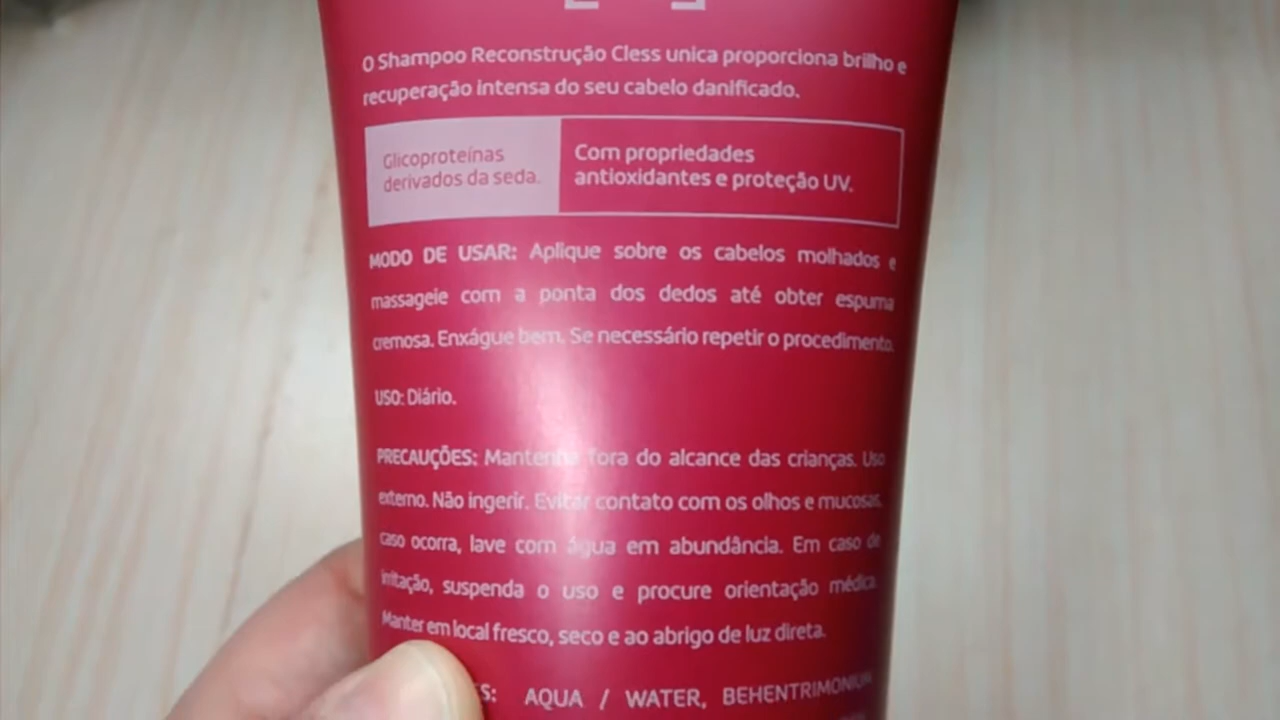 O Shampoo Reconstrução Cless unica proporciona brilho e
recuperação intensa do seu cabelo danificado.
Glicoproteínas
derivados da seda.
Com propriedades
antioxidantes e proteção UV.
MODO DE USAR: Aplique sobre os cabelos molhados e
massageie com a ponta dos dedos até obter espuma
cremosa. Enxágue bem. Se necessário repetir o procedimento.
USO: Diário.
PRECAUÇÕES: Mantenha fora do alcance das crianças. Uso
externo. Não ingerir. Evitar contato com os olhos e mucosas,
caso ocorra, lave com água em abundância. Em caso de
irritação, suspenda o uso e procure orientação médica.
Manter em local fresco, seco e ao abrigo de luz direta.
AQUA / WATER, BEHENTRIMONIUM